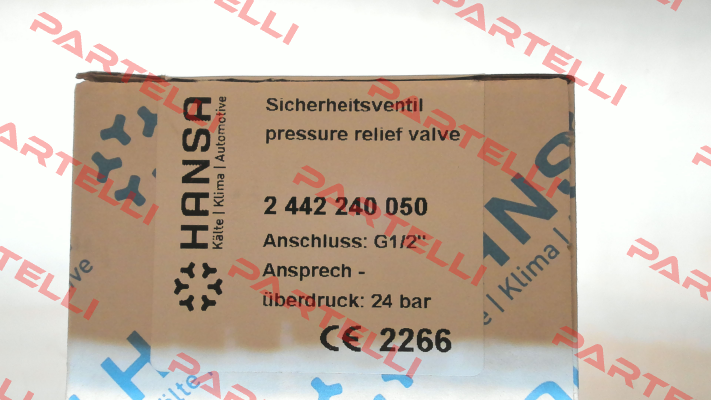 HANSA
Kälte | Klima | Automotive
Sicherheitsventil
pressure relief valve
2 442 240 050
Anschluss: G1/2"
Ansprech -
überdruck: 24 bar
CE 2266
PARTELLI